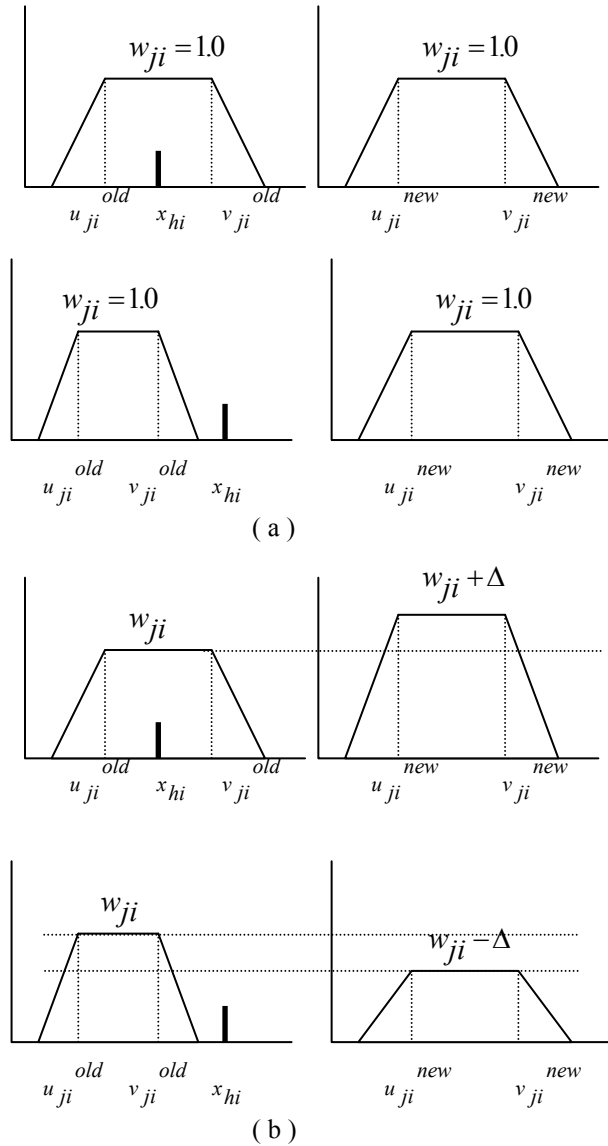 w_ji = 1.0 w_ji = 1.0
u_ji^old x_hi v_ji^old u_ji^new v_ji^new
w_ji = 1.0 w_ji = 1.0
u_ji^old v_ji^old x_hi u_ji^new v_ji^new
( a )
w_ji w_ji + Δ
u_ji^old x_hi v_ji^old u_ji^new v_ji^new
w_ji w_ji − Δ
u_ji^old v_ji^old x_hi u_ji^new v_ji^new
( b )